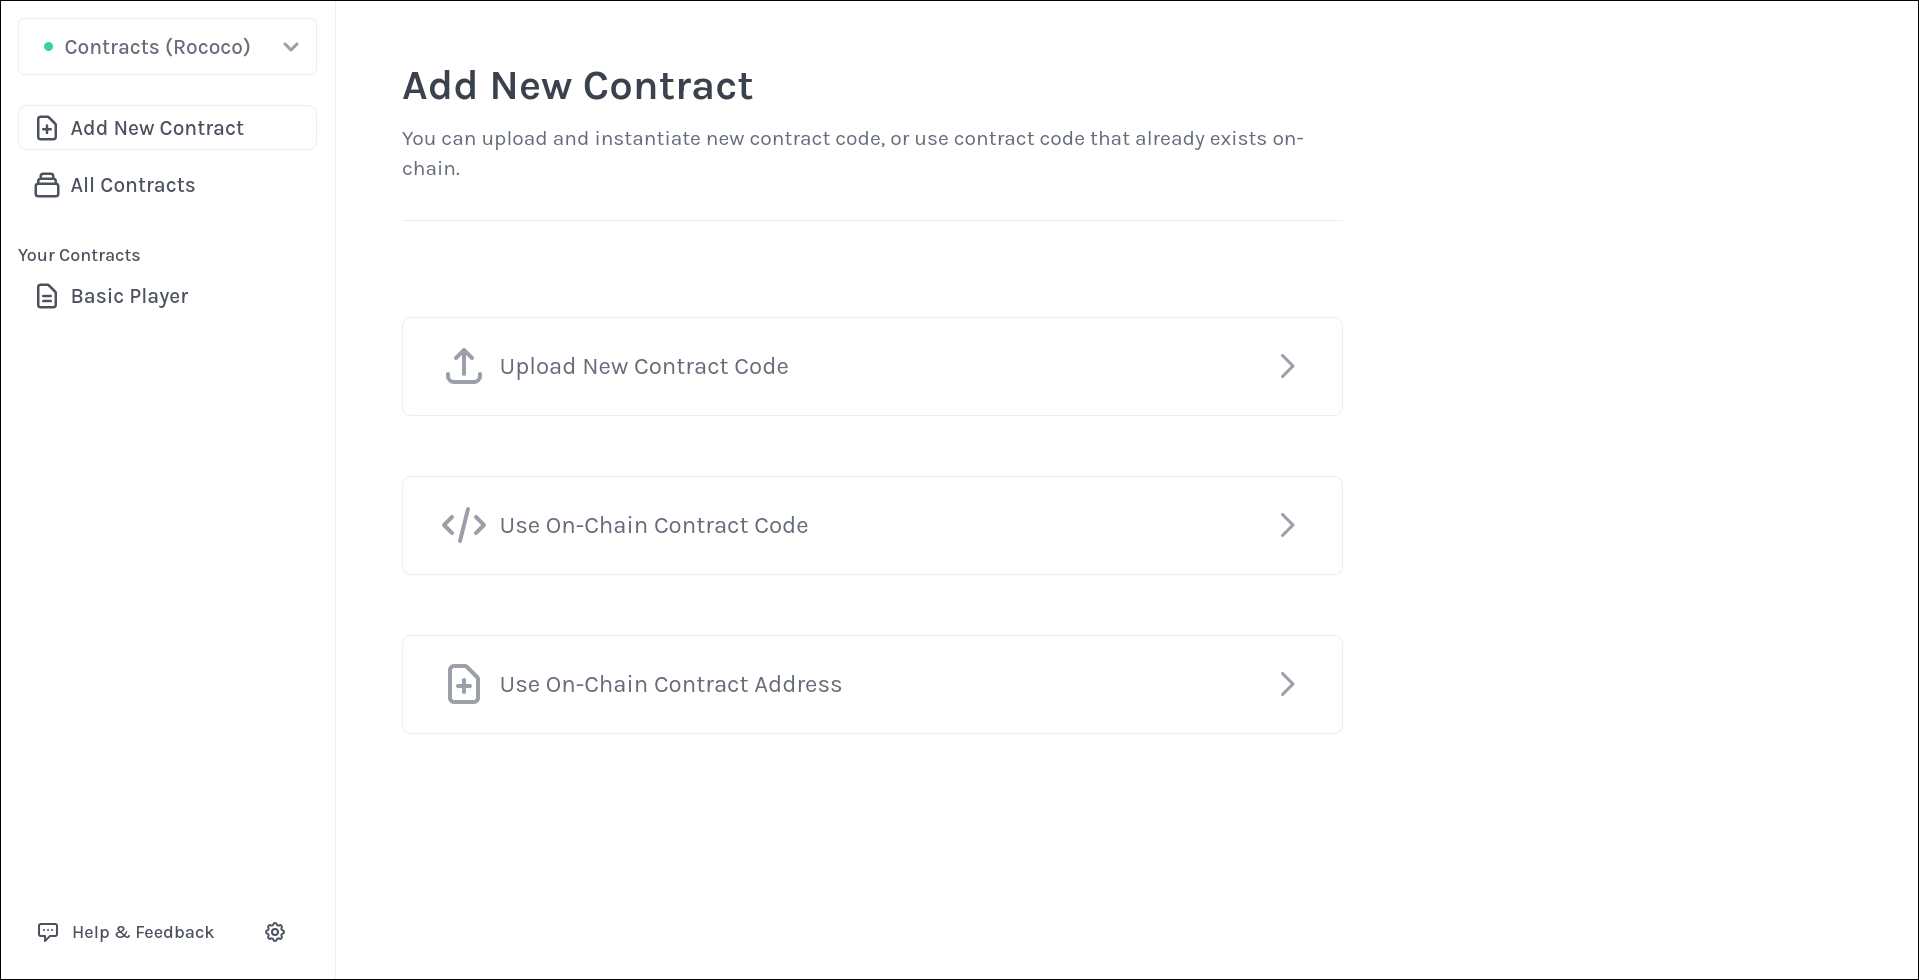 Contracts (Rococo)
Add New Contract
All Contracts
Your Contracts
Basic Player
Help & Feedback
Add New Contract
You can upload and instantiate new contract code, or use contract code that already exists on-
chain.
Upload New Contract Code
Use On-Chain Contract Code
Use On-Chain Contract Address